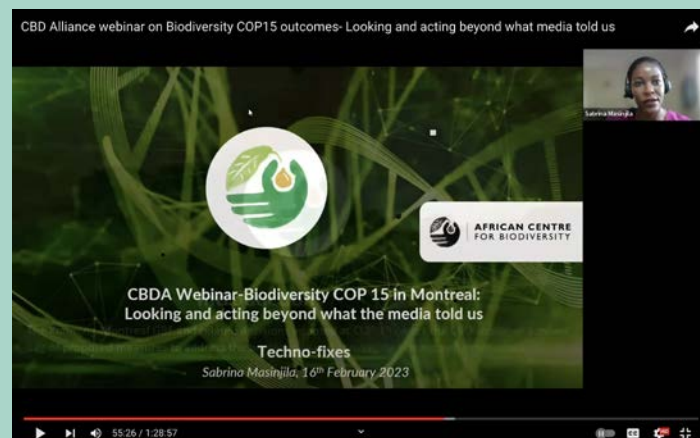 CBD Alliance webinar on Biodiversity COP15 outcomes- Looking and acting beyond what media told us
Sabrina Masinjila
AFRICAN CENTRE
FOR BIODIVERSITY
CBDA Webinar-Biodiversity COP 15 in Montreal:
Looking and acting beyond what the media told us
Techno-fixes
Sabrina Masinjila, 16th February 2023
55:26 / 1:28:57